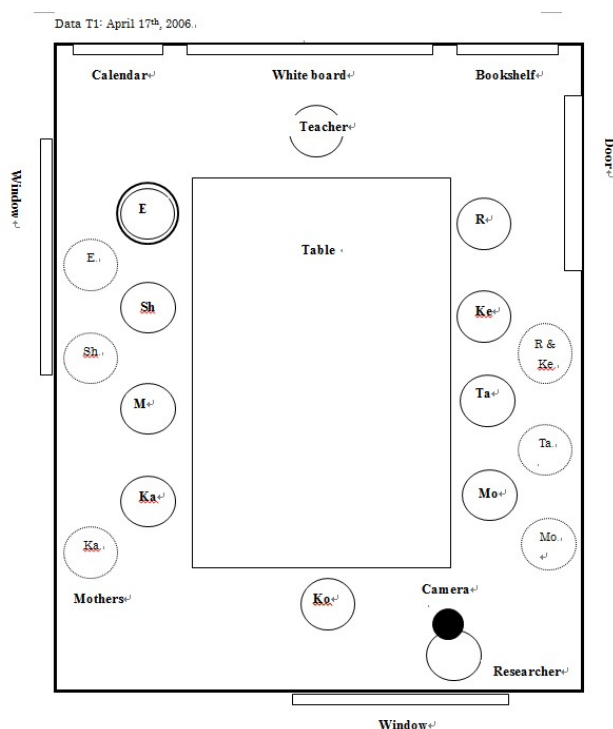 Data T1: April 17th, 2006.
Calendar
White board
Bookshelf
Teacher
Door
Window
E
R
Table
E.
Sh
Ke
Sh.
R &
Ke
M
Ta
Ta.
Ka
Mo
Ka
Mo.
Mothers
Ko
Camera
Researcher
Window